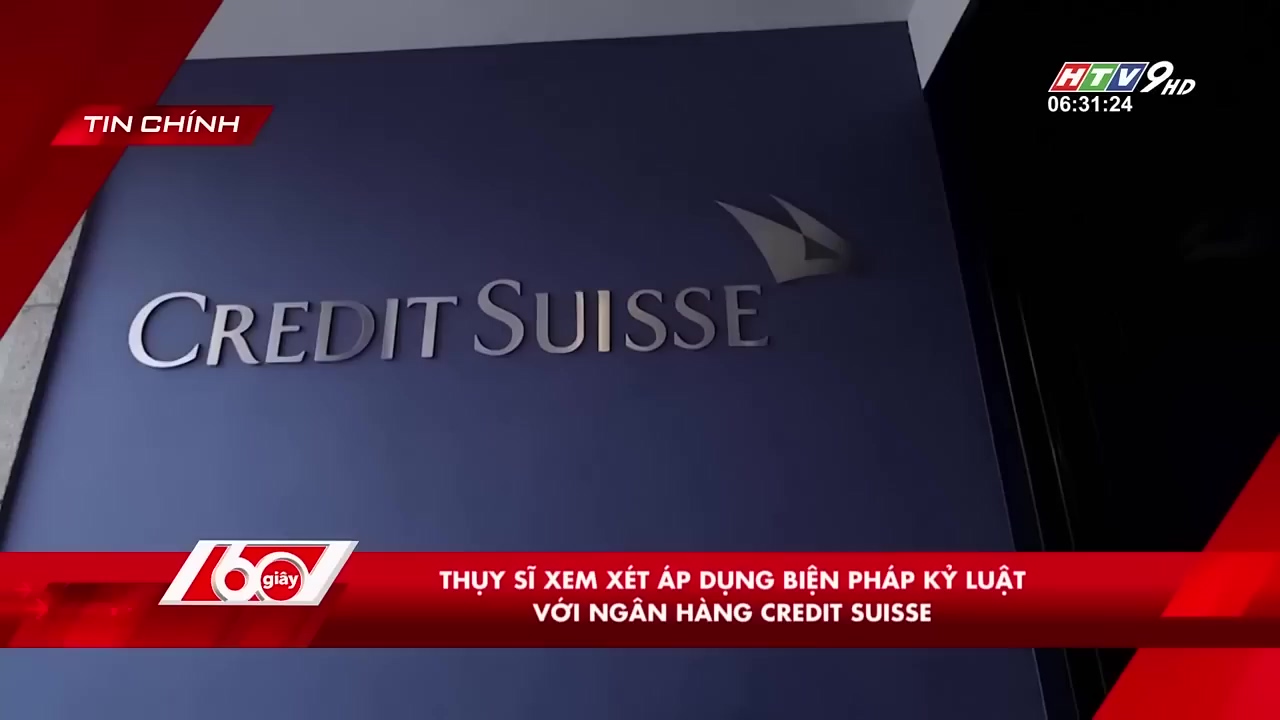 HTV9HD
06:31:24
TIN CHÍNH
CREDIT SUISSE
60 giây
THỤY SĨ XEM XÉT ÁP DỤNG BIỆN PHÁP KỶ LUẬT
VỚI NGÂN HÀNG CREDIT SUISSE